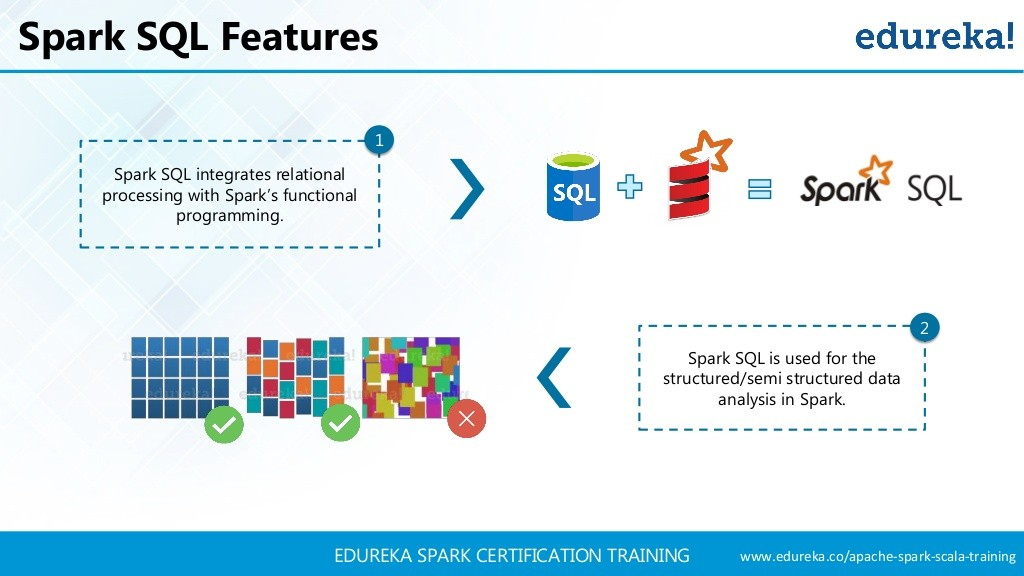 Spark SQL Features
edureka!
1
Spark SQL integrates relational
processing with Spark's functional
programming.
SQL
Spark SQL
2
Spark SQL is used for the
structured/semi structured data
analysis in Spark.
EDUREKA SPARK CERTIFICATION TRAINING
www.edureka.co/apache-spark-scala-training